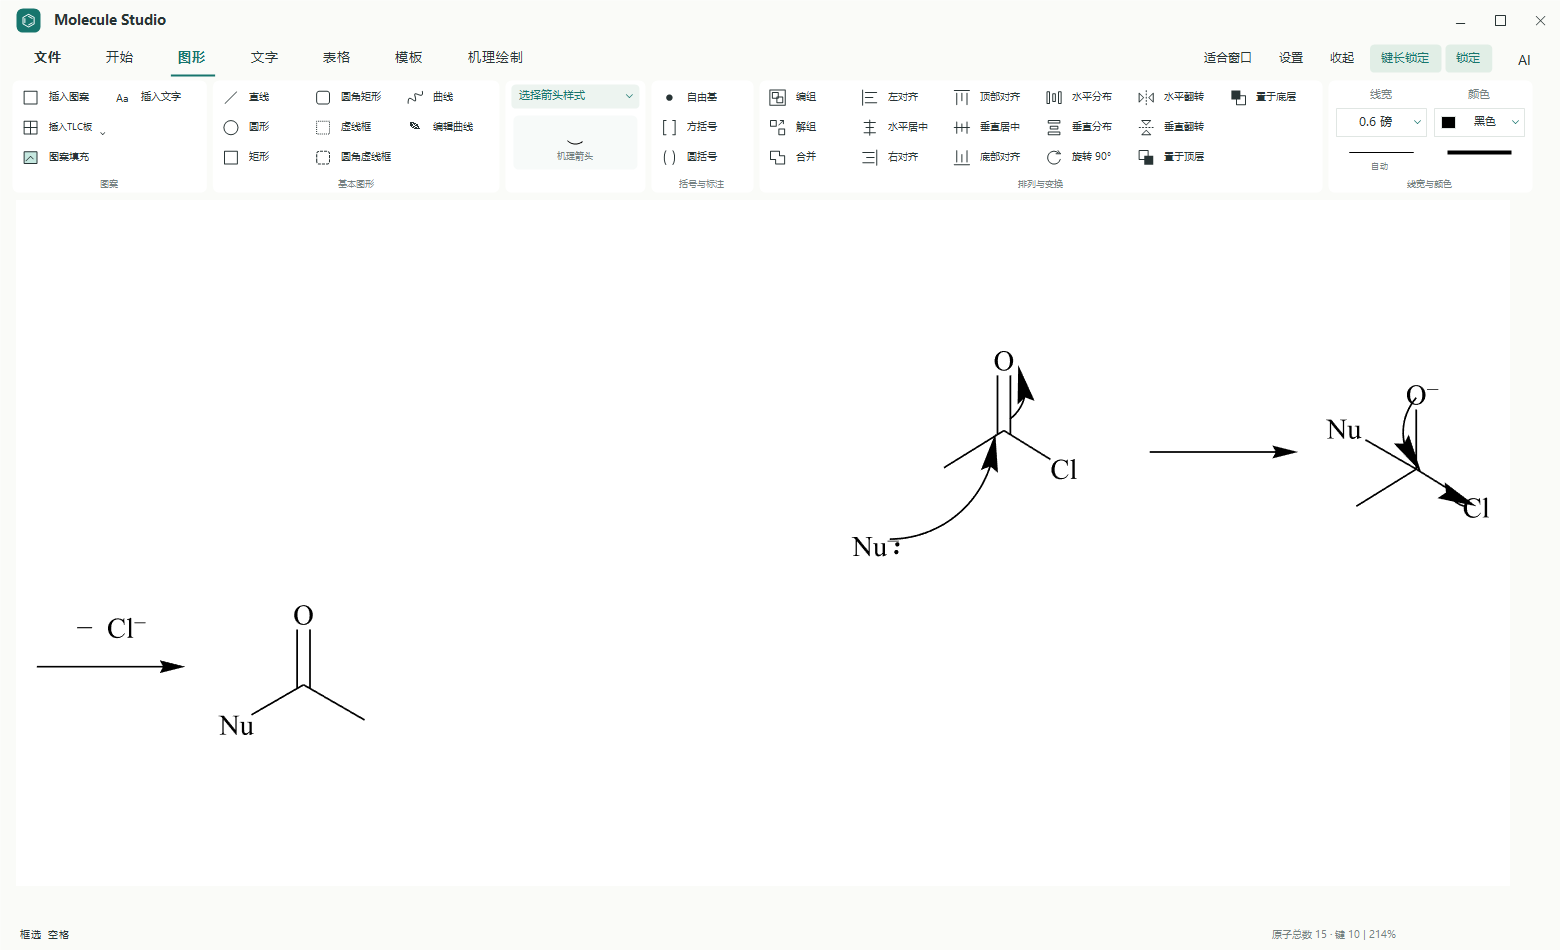 Molecule Studio
文件 开始 图形 文字 表格 模板 机理绘制 适合窗口 设置 收起 键长锁定 锁定 AI
插入图案 Aa 插入文字 直线 圆角矩形 曲线 选择箭头样式 自由基 编组 左对齐 顶部对齐 水平分布 水平翻转 置于底层 线宽 颜色
插入TLC板 圆形 虚线框 编辑曲线 方括号 解组 水平居中 垂直居中 垂直分布 垂直翻转 0.6 磅 黑色
图案填充 矩形 圆角虚线框 机理箭头 圆括号 合并 右对齐 底部对齐 旋转 90° 置于顶层 自动
图案 基本图形 括号与标注 排列与变换 线宽与颜色
O
O−
Nu
Cl
Cl
Nu−:
O
− Cl−
Nu
框选 空格 原子总数 15 · 键 10 | 214%